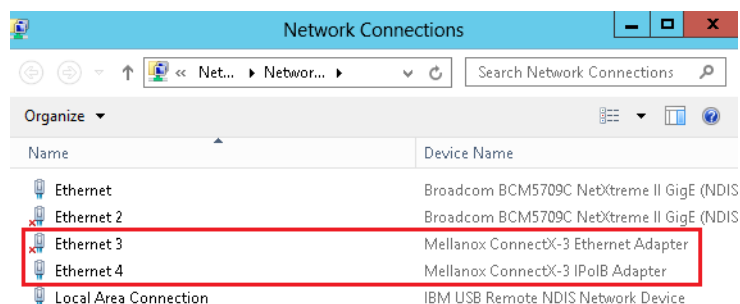 Network Connections
« Net... Networ... Search Network Connections
Organize
Name Device Name
Ethernet Broadcom BCM5709C NetXtreme II GigE (NDIS
Ethernet 2 Broadcom BCM5709C NetXtreme II GigE (NDIS
Ethernet 3 Mellanox ConnectX-3 Ethernet Adapter
Ethernet 4 Mellanox ConnectX-3 IPoIB Adapter
Local Area Connection IBM USB Remote NDIS Network Device